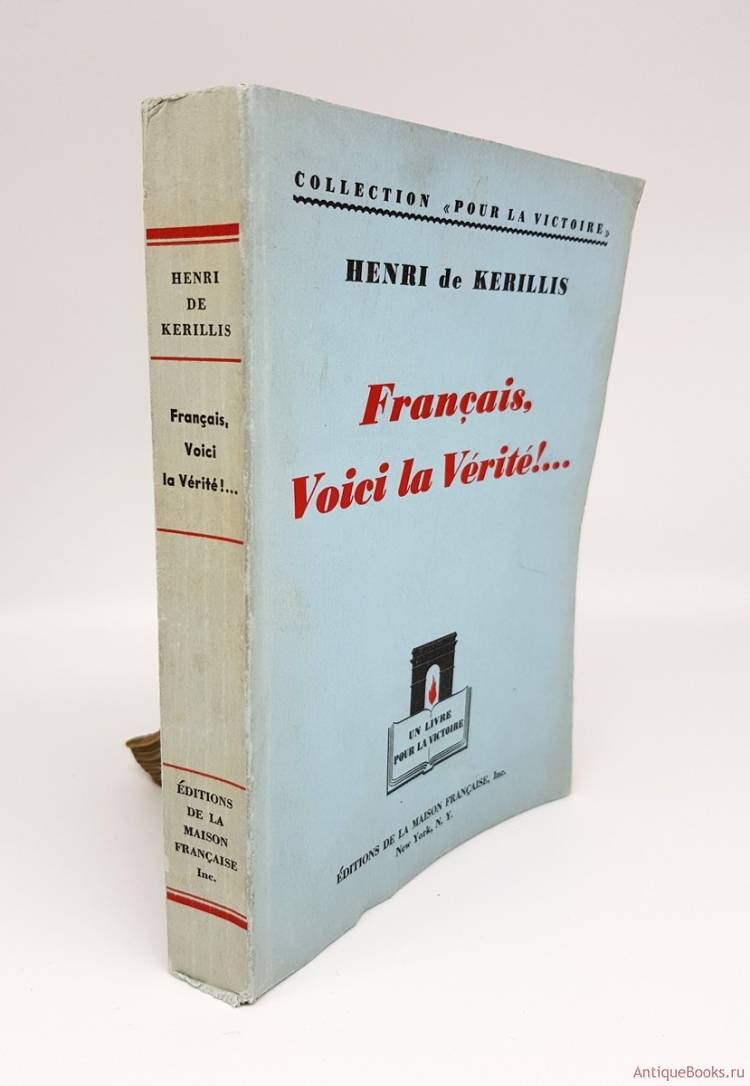 HENRI
DE
KERILLIS
Français,
Voici
la Vérité!...
ÉDITIONS
DE LA
MAISON
FRANÇAISE
Inc.
COLLECTION «POUR LA VICTOIRE»
HENRI de KERILLIS
Français,
Voici la Vérité!...
UN LIVRE
POUR LA VICTOIRE
ÉDITIONS DE LA MAISON FRANÇAISE, Inc.
New York, N. Y.
AntiqueBooks.ru